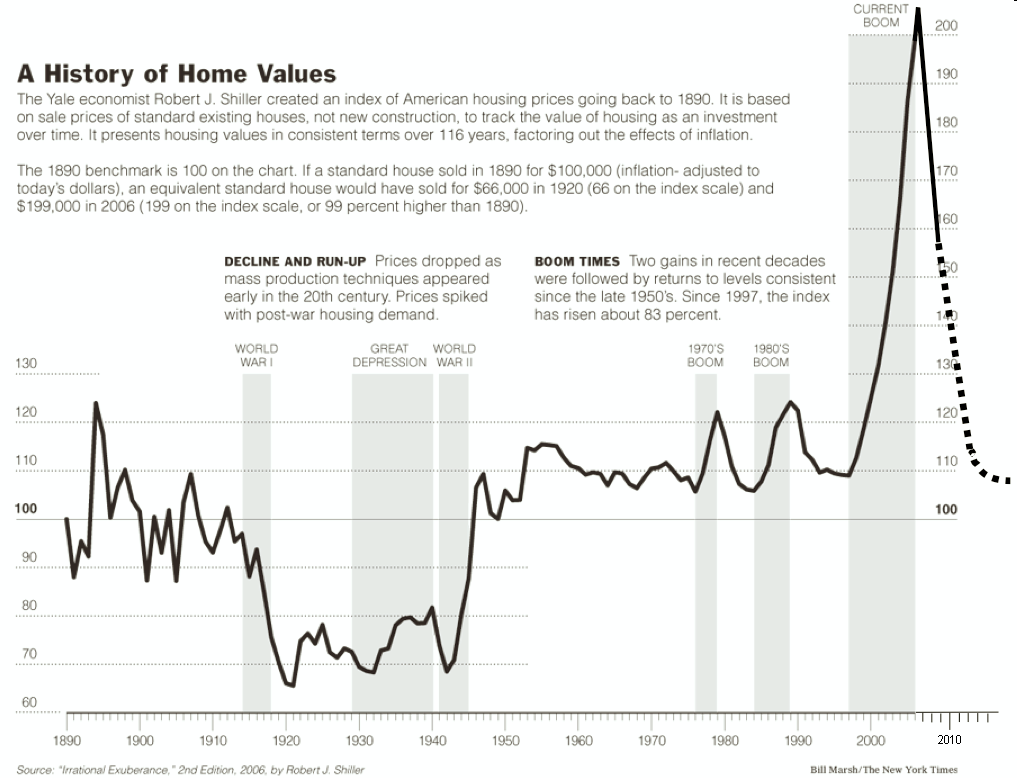 CURRENT
BOOM
A History of Home Values
The Yale economist Robert J. Shiller created an index of American housing prices going back to 1890. It is based
on sale prices of standard existing houses, not new construction, to track the value of housing as an investment
over time. It presents housing values in consistent terms over 116 years, factoring out the effects of inflation.
The 1890 benchmark is 100 on the chart. If a standard house sold in 1890 for $100,000 (inflation- adjusted to
today's dollars), an equivalent standard house would have sold for $66,000 in 1920 (66 on the index scale) and
$199,000 in 2006 (199 on the index scale, or 99 percent higher than 1890).
DECLINE AND RUN-UP Prices dropped as
mass production techniques appeared
early in the 20th century. Prices spiked
with post-war housing demand.
BOOM TIMES Two gains in recent decades
were followed by returns to levels consistent
since the late 1950's. Since 1997, the index
has risen about 83 percent.
WORLD
WAR I
GREAT
DEPRESSION
WORLD
WAR II
1970'S
BOOM
1980'S
BOOM
200
190
180
170
160
150
140
130
120
110
100
130
120
110
100
90
80
70
60
1890 1900 1910 1920 1930 1940 1950 1960 1970 1980 1990 2000 2010
Source: "Irrational Exuberance," 2nd Edition, 2006, by Robert J. Shiller
Bill Marsh/The New York Times